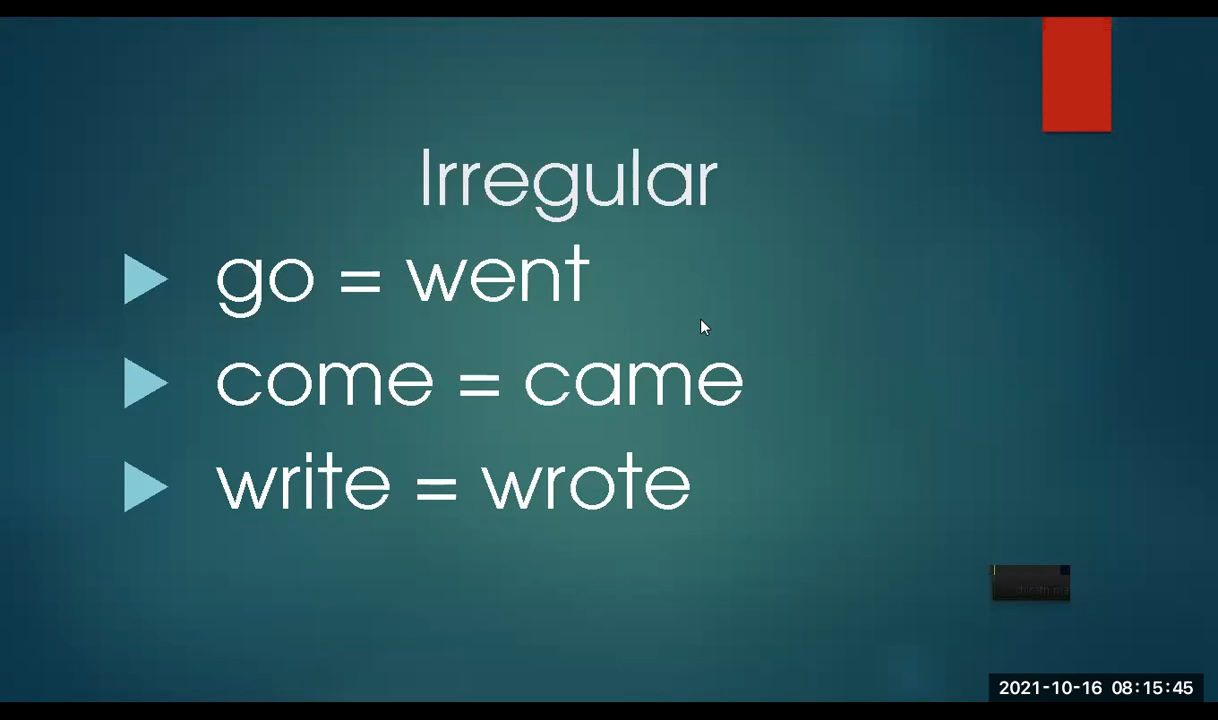 Irregular
go = went
come = came
write = wrote
2021-10-16 08:15:45